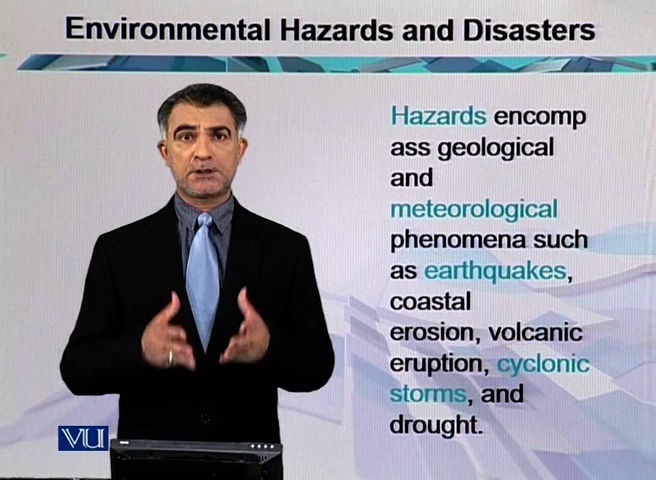 Environmental Hazards and Disasters
Hazards encomp
ass geological
and
meteorological
phenomena such
as earthquakes,
coastal
erosion, volcanic
eruption, cyclonic
storms, and
drought.
VU